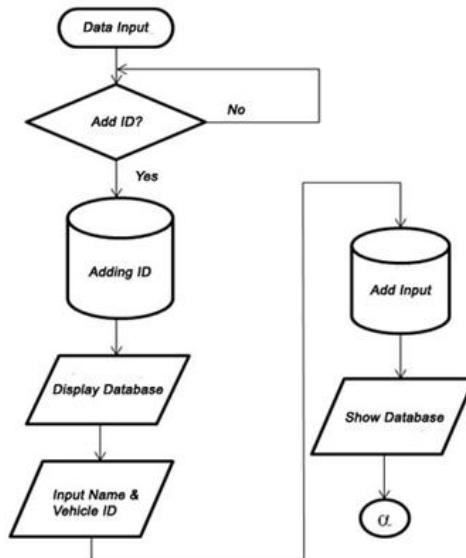 Data Input
Add ID?
No
Yes
Adding ID
Display Database
Input Name &
Vehicle ID
Add Input
Show Database
α